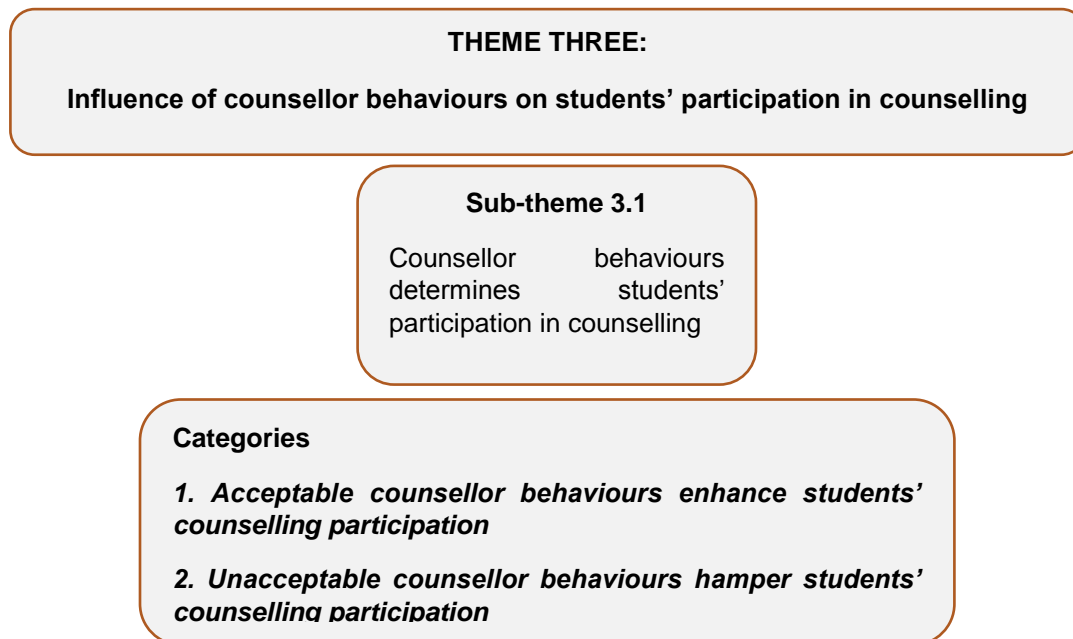 THEME THREE:
Influence of counsellor behaviours on students’ participation in counselling
Sub-theme 3.1
Counsellor behaviours
determines students’
participation in counselling
Categories
1. Acceptable counsellor behaviours enhance students’
counselling participation
2. Unacceptable counsellor behaviours hamper students’
counselling participation